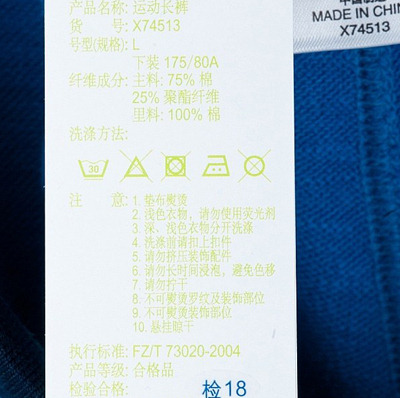 产品名称: 运动长裤
货 号: X74513
号型(规格): L
下装 175/80A
纤维成分: 主料: 75% 棉
25% 聚酯纤维
里料: 100% 棉
洗涤方法:
30
注 意: 1. 垫布熨烫
2. 浅色衣物, 请勿使用荧光剂
3. 深、浅色衣物分开洗涤
4. 洗涤前请扣上扣件
5. 请勿挤压装饰配件
6. 请勿长时间浸泡, 避免色移
7. 请勿拧干
8. 不可熨烫罗纹及装饰部位
9. 不可熨烫装饰部位
10. 悬挂晾干
执行标准: FZ/T 73020-2004
产品等级: 合格品
检验合格: 检18
MADE IN CHIN
X74513